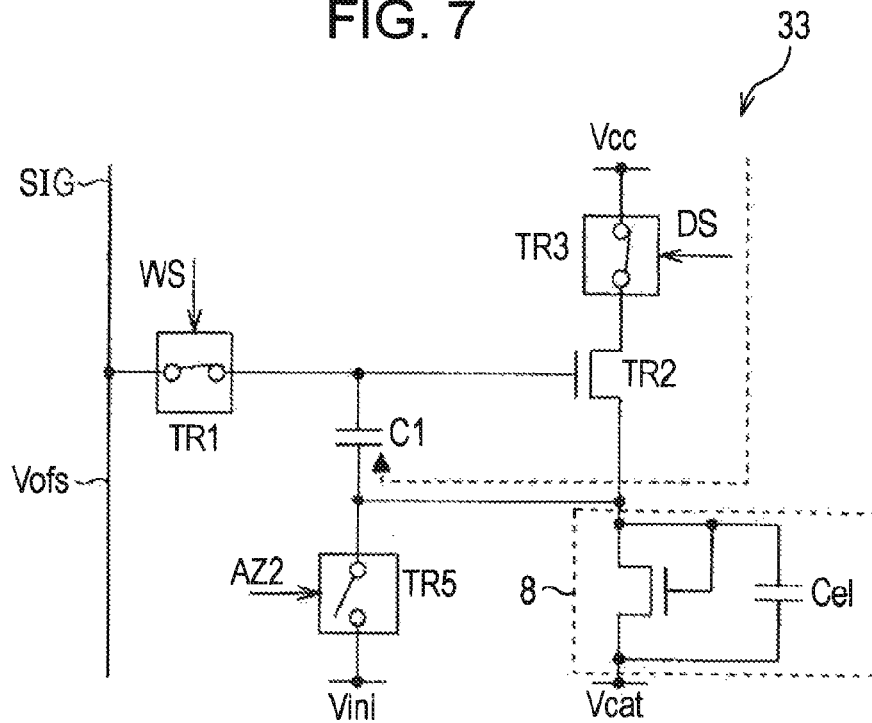 FIG. 7
33
Vcc
SIG
DS
TR3
WS
TR2
TR1
C1
Vofs
AZ2
TR5
8
Cel
Vini
Vcat